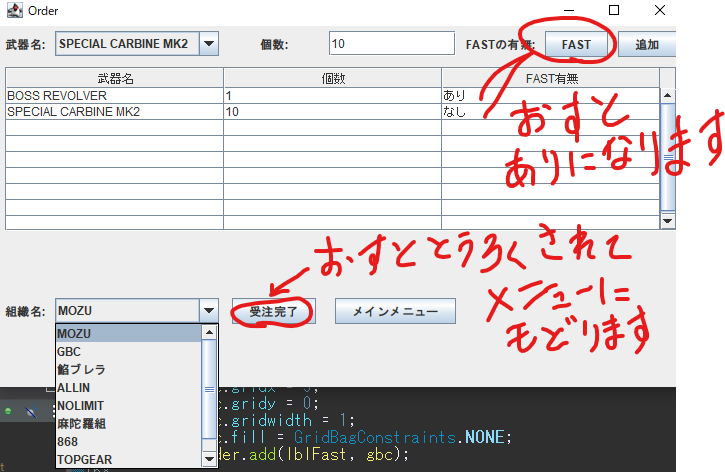 Order
武器名: SPECIAL CARBINE MK2 個数: 10 FASTの有無: FAST 追加
武器名 個数 FAST有無
BOSS REVOLVER 1 あり
SPECIAL CARBINE MK2 10 なし
おすと
ありになります
おすととうろくされて
メニューに
もどります
組織名: MOZU 受注完了 メインメニュー
MOZU
GBC
餡ブレラ
ALLIN
NOLIMIT
麻陀羅組
868
TOPGEAR
c.gridy = 0;
c.gridwidth = 1;
c.fill = GridBagConstraints.NONE;
der.add(lblFast, gbc);